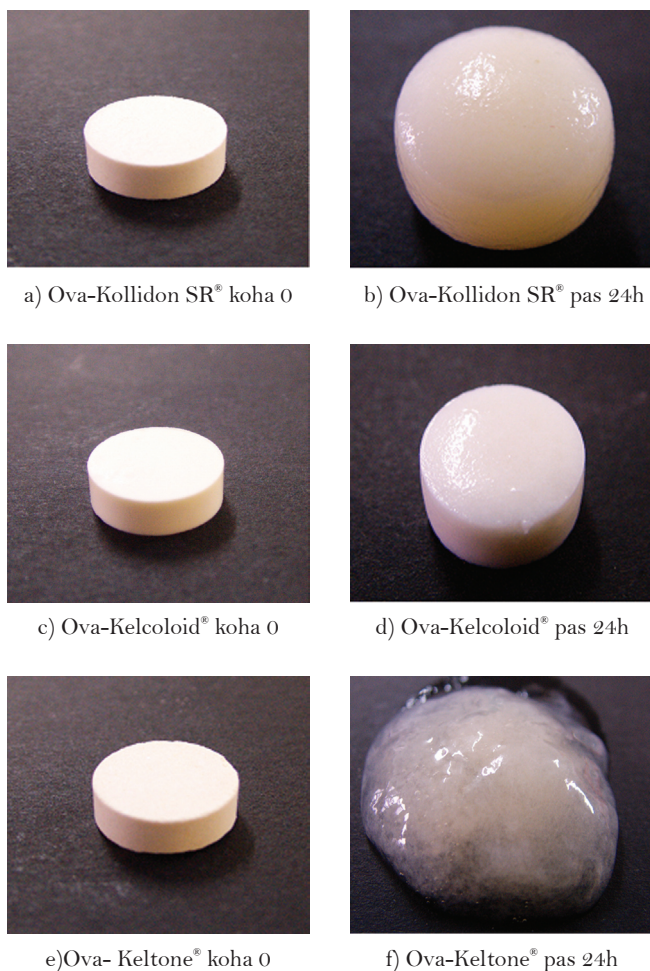 a) Ova-Kollidon SR® koha 0
b) Ova-Kollidon SR® pas 24h
c) Ova-Kelcoloid® koha 0
d) Ova-Kelcoloid® pas 24h
e)Ova- Keltone® koha 0
f) Ova-Keltone® pas 24h